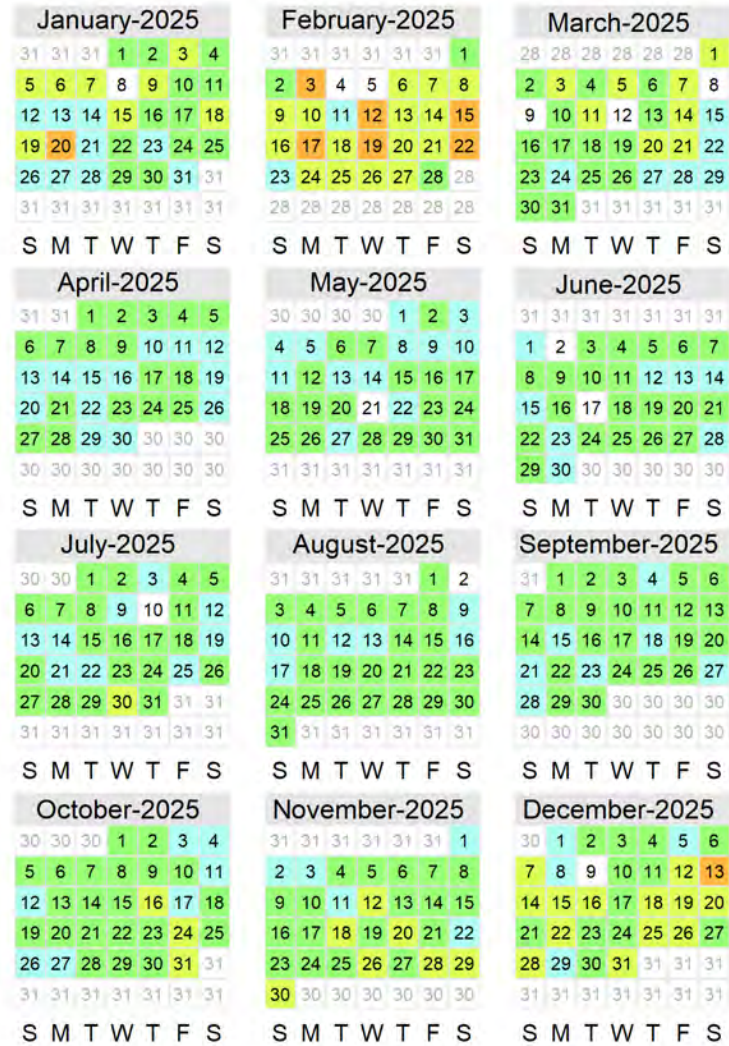 January-2025
31 31 31 1 2 3 4
5 6 7 8 9 10 11
12 13 14 15 16 17 18
19 20 21 22 23 24 25
26 27 28 29 30 31 31
31 31 31 31 31 31 31
S M T W T F S
February-2025
31 31 31 31 31 31 1
2 3 4 5 6 7 8
9 10 11 12 13 14 15
16 17 18 19 20 21 22
23 24 25 26 27 28 28
28 28 28 28 28 28 28
S M T W T F S
March-2025
28 28 28 28 28 28 1
2 3 4 5 6 7 8
9 10 11 12 13 14 15
16 17 18 19 20 21 22
23 24 25 26 27 28 29
30 31 31 31 31 31 31
S M T W T F S
April-2025
31 31 1 2 3 4 5
6 7 8 9 10 11 12
13 14 15 16 17 18 19
20 21 22 23 24 25 26
27 28 29 30 30 30 30
30 30 30 30 30 30 30
S M T W T F S
May-2025
30 30 30 30 1 2 3
4 5 6 7 8 9 10
11 12 13 14 15 16 17
18 19 20 21 22 23 24
25 26 27 28 29 30 31
31 31 31 31 31 31 31
S M T W T F S
June-2025
31 31 31 31 31 31 31
1 2 3 4 5 6 7
8 9 10 11 12 13 14
15 16 17 18 19 20 21
22 23 24 25 26 27 28
29 30 30 30 30 30 30
S M T W T F S
July-2025
30 30 1 2 3 4 5
6 7 8 9 10 11 12
13 14 15 16 17 18 19
20 21 22 23 24 25 26
27 28 29 30 31 31 31
31 31 31 31 31 31 31
S M T W T F S
August-2025
31 31 31 31 31 1 2
3 4 5 6 7 8 9
10 11 12 13 14 15 16
17 18 19 20 21 22 23
24 25 26 27 28 29 30
31 31 31 31 31 31 31
S M T W T F S
September-2025
31 1 2 3 4 5 6
7 8 9 10 11 12 13
14 15 16 17 18 19 20
21 22 23 24 25 26 27
28 29 30 30 30 30 30
30 30 30 30 30 30 30
S M T W T F S
October-2025
30 30 30 1 2 3 4
5 6 7 8 9 10 11
12 13 14 15 16 17 18
19 20 21 22 23 24 25
26 27 28 29 30 31 31
31 31 31 31 31 31 31
S M T W T F S
November-2025
31 31 31 31 31 31 1
2 3 4 5 6 7 8
9 10 11 12 13 14 15
16 17 18 19 20 21 22
23 24 25 26 27 28 29
30 30 30 30 30 30 30
S M T W T F S
December-2025
30 1 2 3 4 5 6
7 8 9 10 11 12 13
14 15 16 17 18 19 20
21 22 23 24 25 26 27
28 29 30 31 31 31 31
31 31 31 31 31 31 31
S M T W T F S